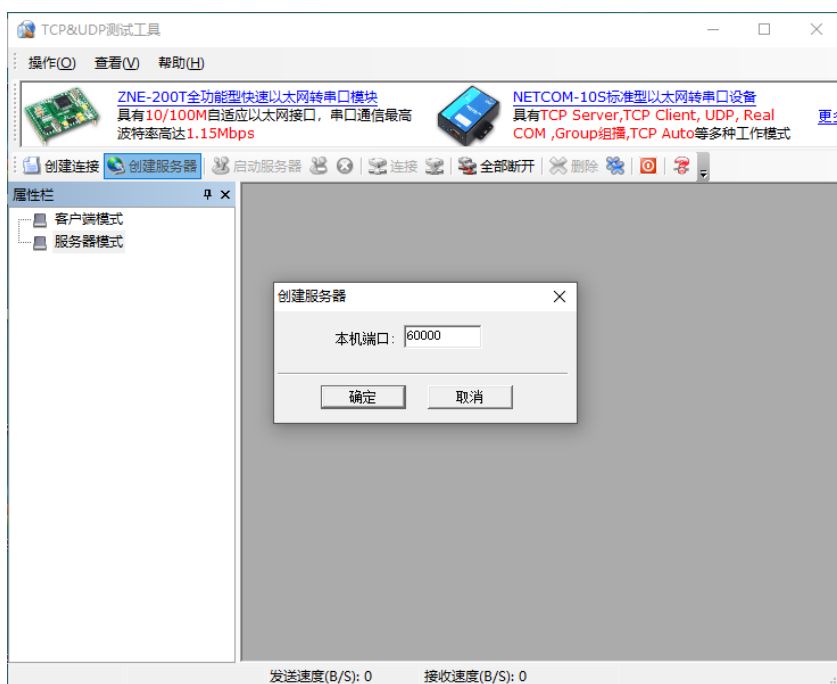 TCP&UDP测试工具
操作(O) 查看(V) 帮助(H)
ZNE-200T全功能型快速以太网转串口模块
具有10/100M自适应以太网接口，串口通信最高
波特率高达1.15Mbps
NETCOM-10S标准型以太网转串口设备
具有TCP Server,TCP Client, UDP, Real
COM ,Group组播,TCP Auto等多种工作模式
创建连接 创建服务器 启动服务器 连接 全部断开 删除
属性栏
客户端模式
服务器模式
创建服务器
本机端口: 60000
确定 取消
发送速度(B/S): 0 接收速度(B/S): 0